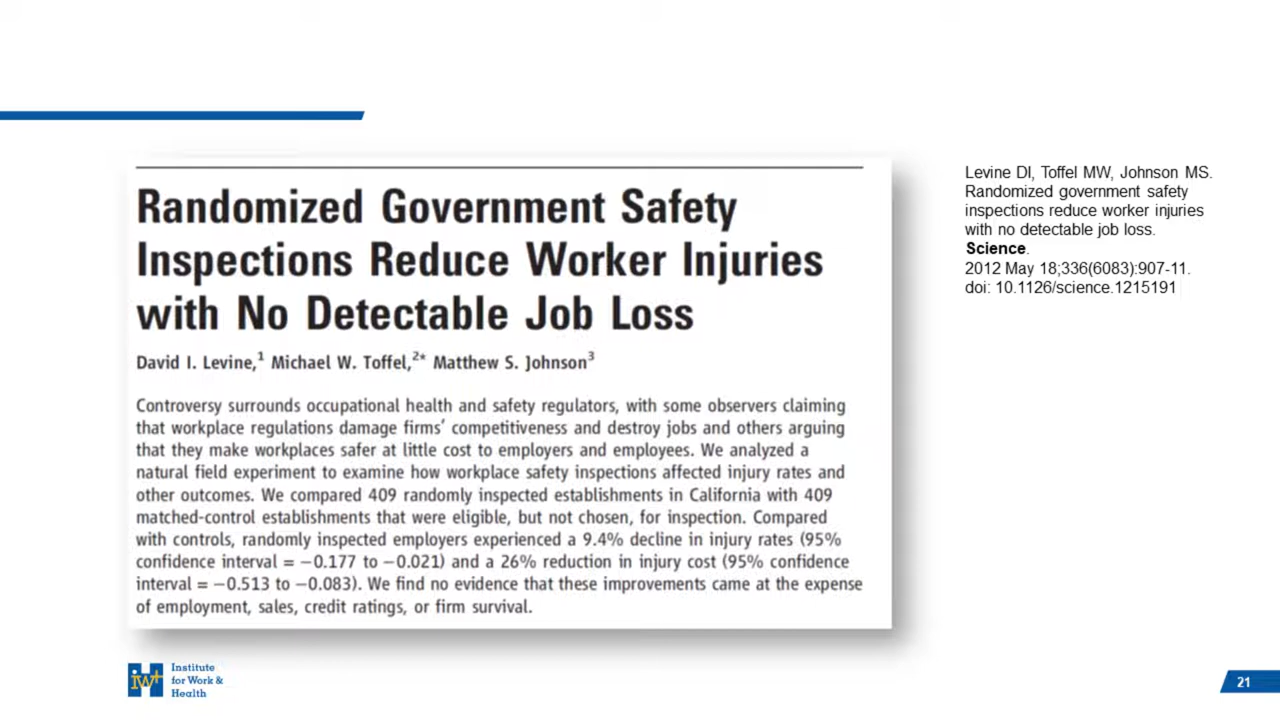 Randomized Government Safety
Inspections Reduce Worker Injuries
with No Detectable Job Loss
David I. Levine,¹ Michael W. Toffel,²* Matthew S. Johnson³
Controversy surrounds occupational health and safety regulators, with some observers claiming
that workplace regulations damage firms’ competitiveness and destroy jobs and others arguing
that they make workplaces safer at little cost to employers and employees. We analyzed a
natural field experiment to examine how workplace safety inspections affected injury rates and
other outcomes. We compared 409 randomly inspected establishments in California with 409
matched-control establishments that were eligible, but not chosen, for inspection. Compared
with controls, randomly inspected employers experienced a 9.4% decline in injury rates (95%
confidence interval = −0.177 to −0.021) and a 26% reduction in injury cost (95% confidence
interval = −0.513 to −0.083). We find no evidence that these improvements came at the expense
of employment, sales, credit ratings, or firm survival.
Levine DI, Toffel MW, Johnson MS.
Randomized government safety
inspections reduce worker injuries
with no detectable job loss.
Science.
2012 May 18;336(6083):907-11.
doi: 10.1126/science.1215191
iw+
Institute
for Work &
Health
21